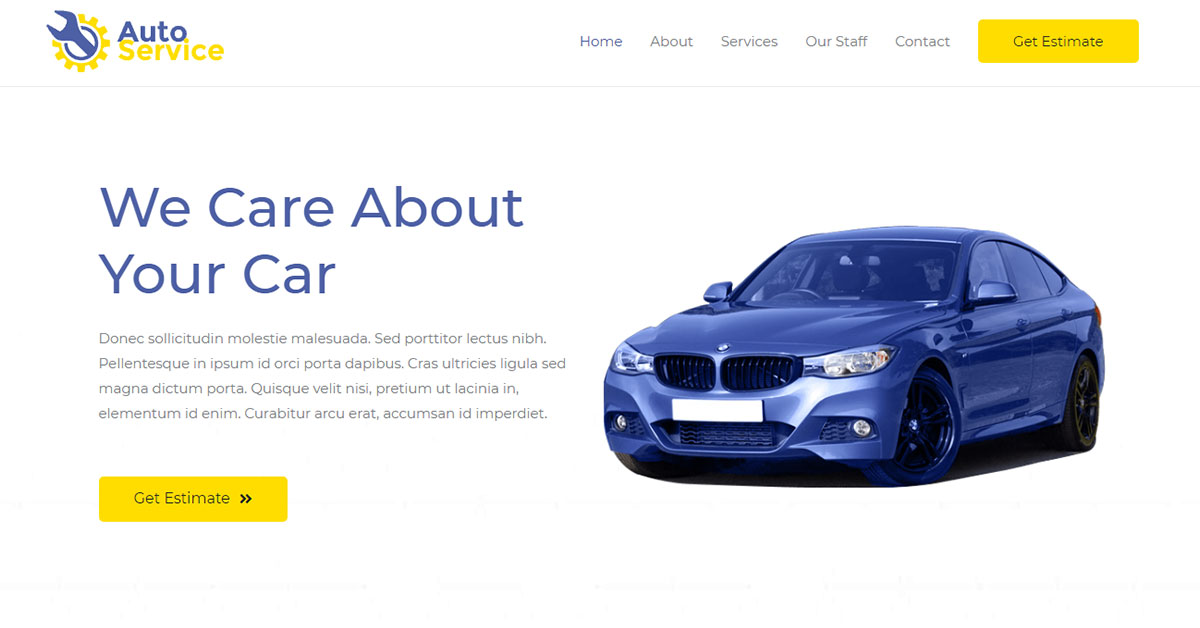 Auto
Service
Home About Services Our Staff Contact Get Estimate
We Care About
Your Car
Donec sollicitudin molestie malesuada. Sed porttitor lectus nibh.
Pellentesque in ipsum id orci porta dapibus. Cras ultricies ligula sed
magna dictum porta. Quisque velit nisi, pretium ut lacinia in,
elementum id enim. Curabitur arcu erat, accumsan id imperdiet.
Get Estimate »